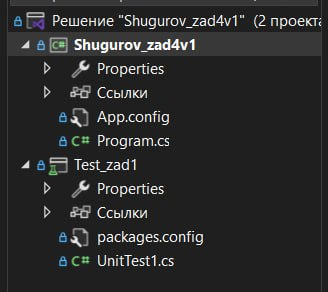 Решение "Shugurov_zad4v1" (2 проекта
C# Shugurov_zad4v1
Properties
Ссылки
App.config
C# Program.cs
Test_zad1
Properties
Ссылки
packages.config
C# UnitTest1.cs